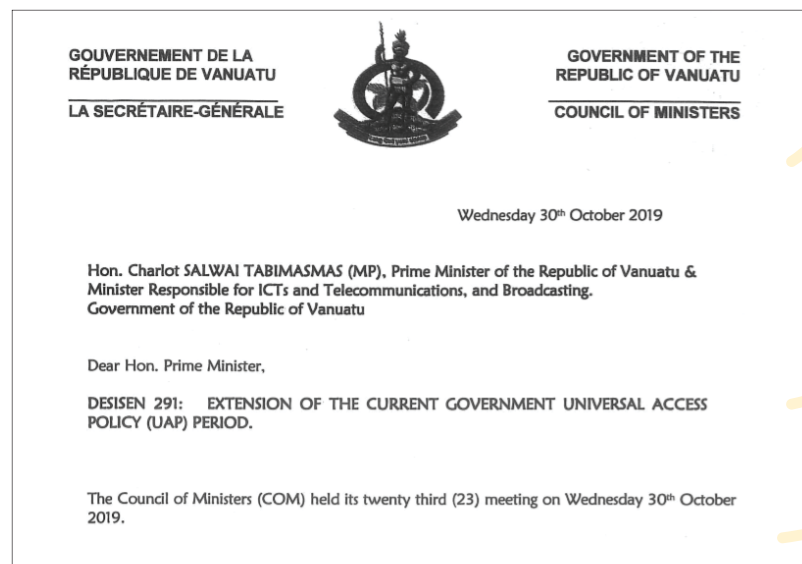 GOUVERNEMENT DE LA
RÉPUBLIQUE DE VANUATU
LA SECRÉTAIRE-GÉNÉRALE
GOVERNMENT OF THE
REPUBLIC OF VANUATU
COUNCIL OF MINISTERS
Wednesday 30th October 2019
Hon. Charlot SALWAI TABIMASMAS (MP), Prime Minister of the Republic of Vanuatu &
Minister Responsible for ICTs and Telecommunications, and Broadcasting.
Government of the Republic of Vanuatu
Dear Hon. Prime Minister,
DESISEN 291: EXTENSION OF THE CURRENT GOVERNMENT UNIVERSAL ACCESS
POLICY (UAP) PERIOD.
The Council of Ministers (COM) held its twenty third (23) meeting on Wednesday 30th October
2019.